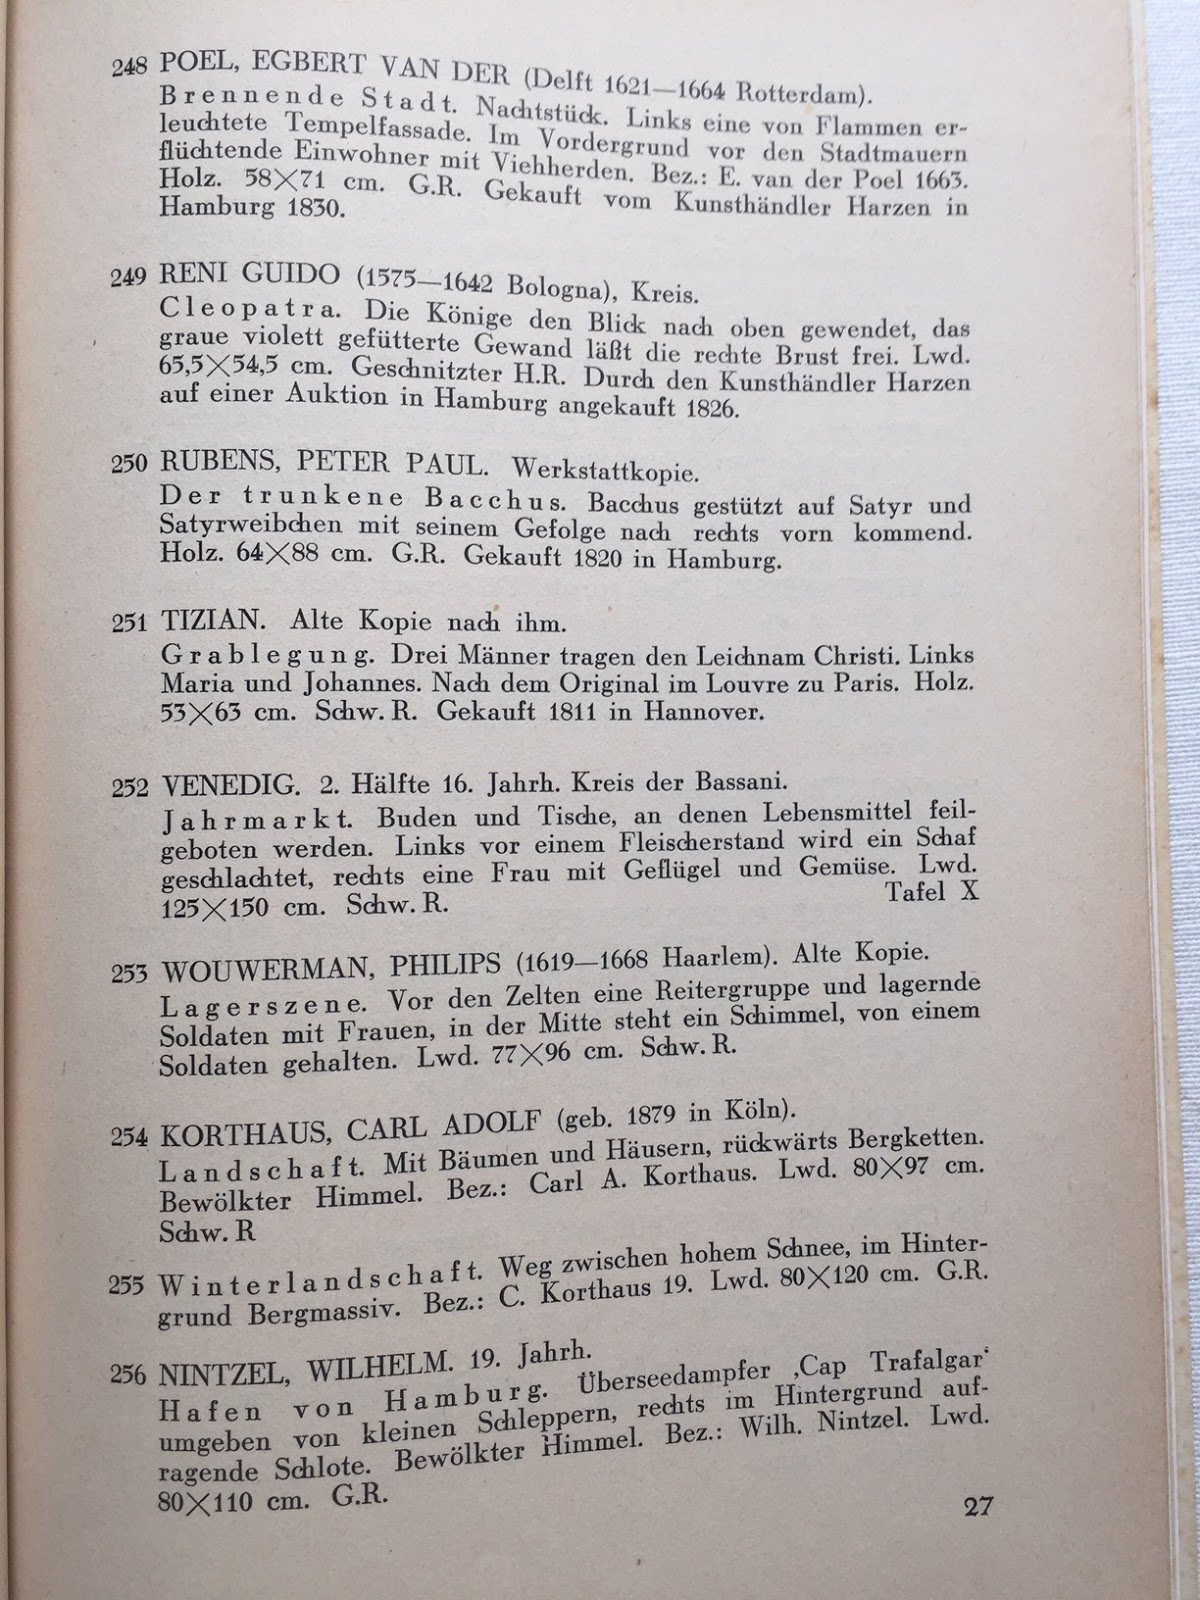 248 POEL, EGBERT VAN DER (Delft 1621—1664 Rotterdam).
Brennende Stadt. Nachtstück. Links eine von Flammen er-
leuchtete Tempelfassade. Im Vordergrund vor den Stadtmauern
flüchtende Einwohner mit Viehherden. Bez.: E. van der Poel 1663.
Holz. 58×71 cm. G.R. Gekauft vom Kunsthändler Harzen in
Hamburg 1830.
249 RENI GUIDO (1575—1642 Bologna), Kreis.
Cleopatra. Die Könige den Blick nach oben gewendet, das
graue violett gefütterte Gewand läßt die rechte Brust frei. Lwd.
65,5×54,5 cm. Geschnitzter H.R. Durch den Kunsthändler Harzen
auf einer Auktion in Hamburg angekauft 1826.
250 RUBENS, PETER PAUL. Werkstattkopie.
Der trunkene Bacchus. Bacchus gestützt auf Satyr und
Satyrweibchen mit seinem Gefolge nach rechts vorn kommend.
Holz. 64×88 cm. G.R. Gekauft 1820 in Hamburg.
251 TIZIAN. Alte Kopie nach ihm.
Grablegung. Drei Männer tragen den Leichnam Christi. Links
Maria und Johannes. Nach dem Original im Louvre zu Paris. Holz.
53×63 cm. Schw. R. Gekauft 1811 in Hannover.
252 VENEDIG. 2. Hälfte 16. Jahrh. Kreis der Bassani.
Jahrmarkt. Buden und Tische, an denen Lebensmittel feil-
geboten werden. Links vor einem Fleischerstand wird ein Schaf
geschlachtet, rechts eine Frau mit Geflügel und Gemüse. Lwd.
125×150 cm. Schw. R. Tafel X
253 WOUWERMAN, PHILIPS (1619—1668 Haarlem). Alte Kopie.
Lagerszene. Vor den Zelten eine Reitergruppe und lagernde
Soldaten mit Frauen, in der Mitte steht ein Schimmel, von einem
Soldaten gehalten. Lwd. 77×96 cm. Schw. R.
254 KORTHAUS, CARL ADOLF (geb. 1879 in Köln).
Landschaft. Mit Bäumen und Häusern, rückwärts Bergketten.
Bewölkter Himmel. Bez.: Carl A. Korthaus. Lwd. 80×97 cm.
Schw. R
255 Winterlandschaft. Weg zwischen hohem Schnee, im Hinter-
grund Bergmassiv. Bez.: C. Korthaus 19. Lwd. 80×120 cm. G.R.
256 NINTZEL, WILHELM. 19. Jahrh.
Hafen von Hamburg. Überseedampfer ‚Cap Trafalgar‘
umgeben von kleinen Schleppern, rechts im Hintergrund auf-
ragende Schlote. Bewölkter Himmel. Bez.: Wilh. Nintzel. Lwd.
80×110 cm. G.R.
27